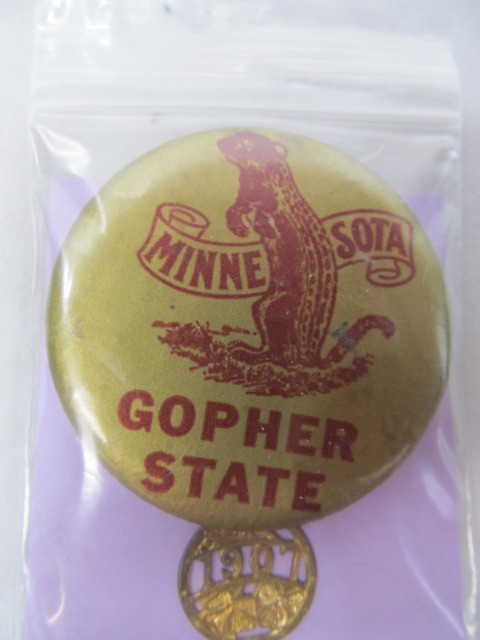 MINNE SOTA
GOPHER
STATE
1907